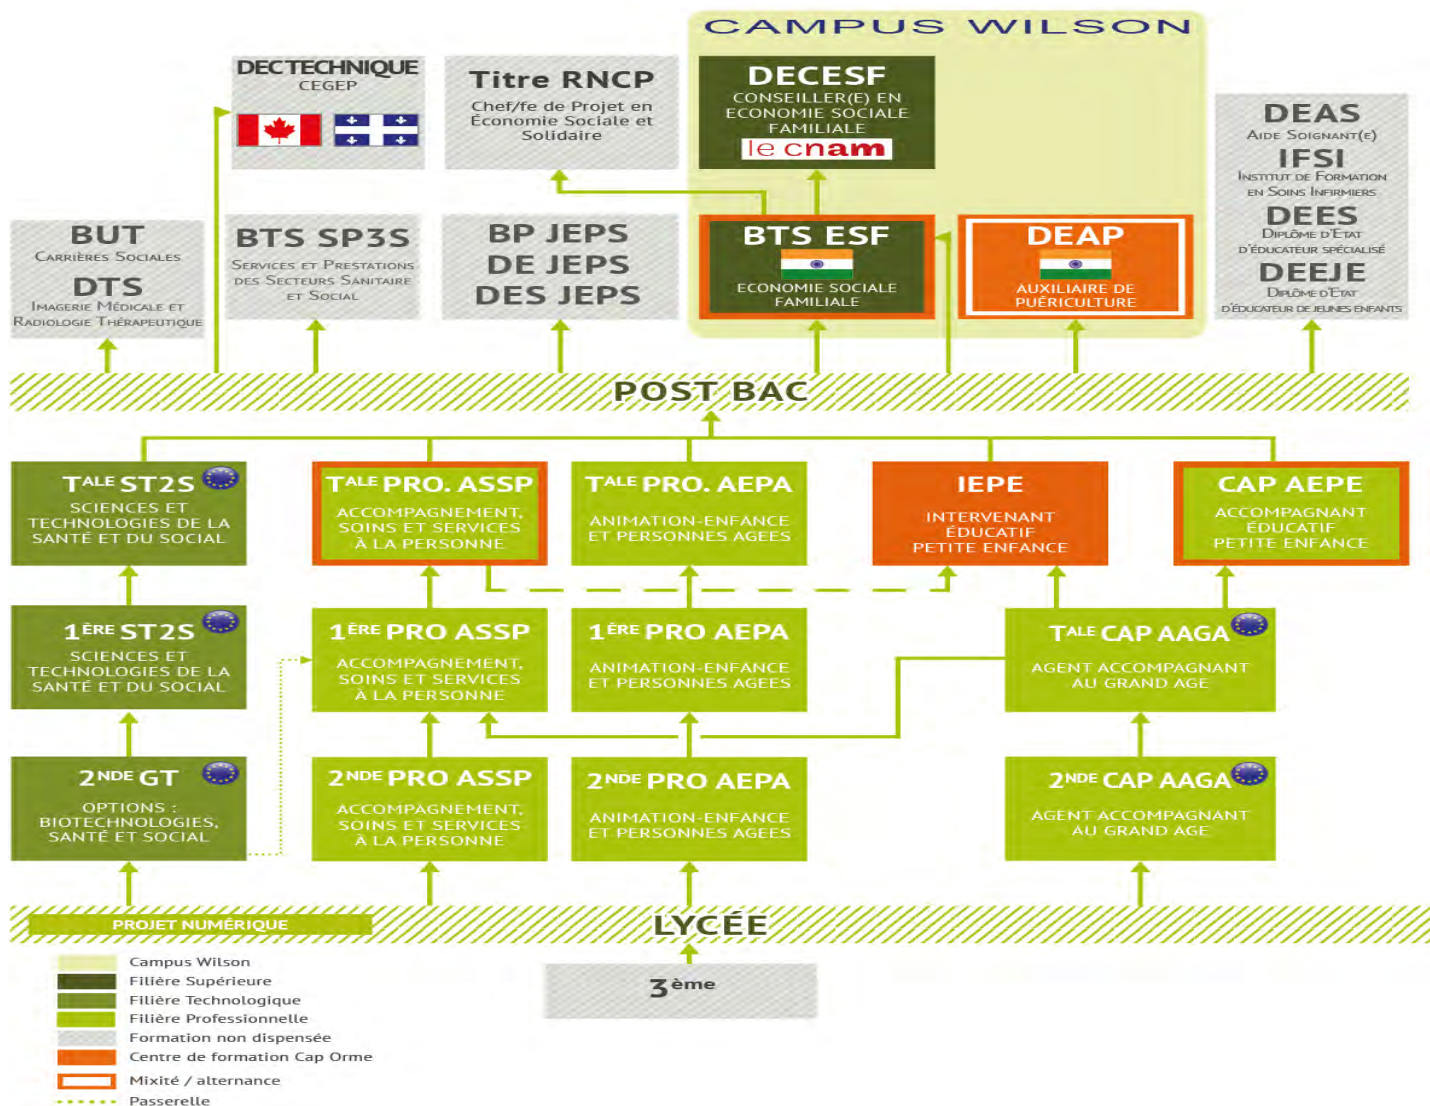 CAMPUS WILSON
DEC TECHNIQUE
CEGEP
Titre RNCP
Chef/fe de Projet en
Économie Sociale et
Solidaire
DECESF
CONSEILLER(E) EN
ECONOMIE SOCIALE
FAMILIALE
le cnam
DEAS
AIDE SOIGNANT(E)
IFSI
INSTITUT DE FORMATION
EN SOINS INFIRMIERS
DEES
DIPLÔME D'ETAT
D'ÉDUCATEUR SPÉCIALISÉ
DEEJE
DIPLÔME D'ETAT
D'ÉDUCATEUR DE JEUNES ENFANTS
BUT
CARRIÈRES SOCIALES
DTS
IMAGERIE MÉDICALE ET
RADIOLOGIE THÉRAPEUTIQUE
BTS SP3S
SERVICES ET PRESTATIONS
DES SECTEURS SANITAIRE
ET SOCIAL
BP JEPS
DE JEPS
DES JEPS
BTS ESF
ECONOMIE SOCIALE
FAMILIALE
DEAP
AUXILIAIRE DE
PUÉRICULTURE
POST BAC
TALE ST2S
SCIENCES ET
TECHNOLOGIES DE LA
SANTÉ ET DU SOCIAL
TALE PRO. ASSP
ACCOMPAGNEMENT,
SOINS ET SERVICES
À LA PERSONNE
TALE PRO. AEPA
ANIMATION-ENFANCE
ET PERSONNES AGEES
IEPE
INTERVENANT
ÉDUCATIF
PETITE ENFANCE
CAP AEPE
ACCOMPAGNANT
ÉDUCATIF
PETITE ENFANCE
1ÈRE ST2S
SCIENCES ET
TECHNOLOGIES DE LA
SANTÉ ET DU SOCIAL
1ÈRE PRO ASSP
ACCOMPAGNEMENT,
SOINS ET SERVICES
À LA PERSONNE
1ÈRE PRO AEPA
ANIMATION-ENFANCE
ET PERSONNES AGEES
TALE CAP AAGA
AGENT ACCOMPAGNANT
AU GRAND AGE
2NDE GT
OPTIONS :
BIOTECHNOLOGIES,
SANTÉ ET SOCIAL
2NDE PRO ASSP
ACCOMPAGNEMENT,
SOINS ET SERVICES
À LA PERSONNE
2NDE PRO AEPA
ANIMATION-ENFANCE
ET PERSONNES AGEES
2NDE CAP AAGA
AGENT ACCOMPAGNANT
AU GRAND AGE
PROJET NUMÉRIQUE
LYCÉE
3ème
Campus Wilson
Filière Supérieure
Filière Technologique
Filière Professionnelle
Formation non dispensée
Centre de formation Cap Orme
Mixité / alternance
Passerelle